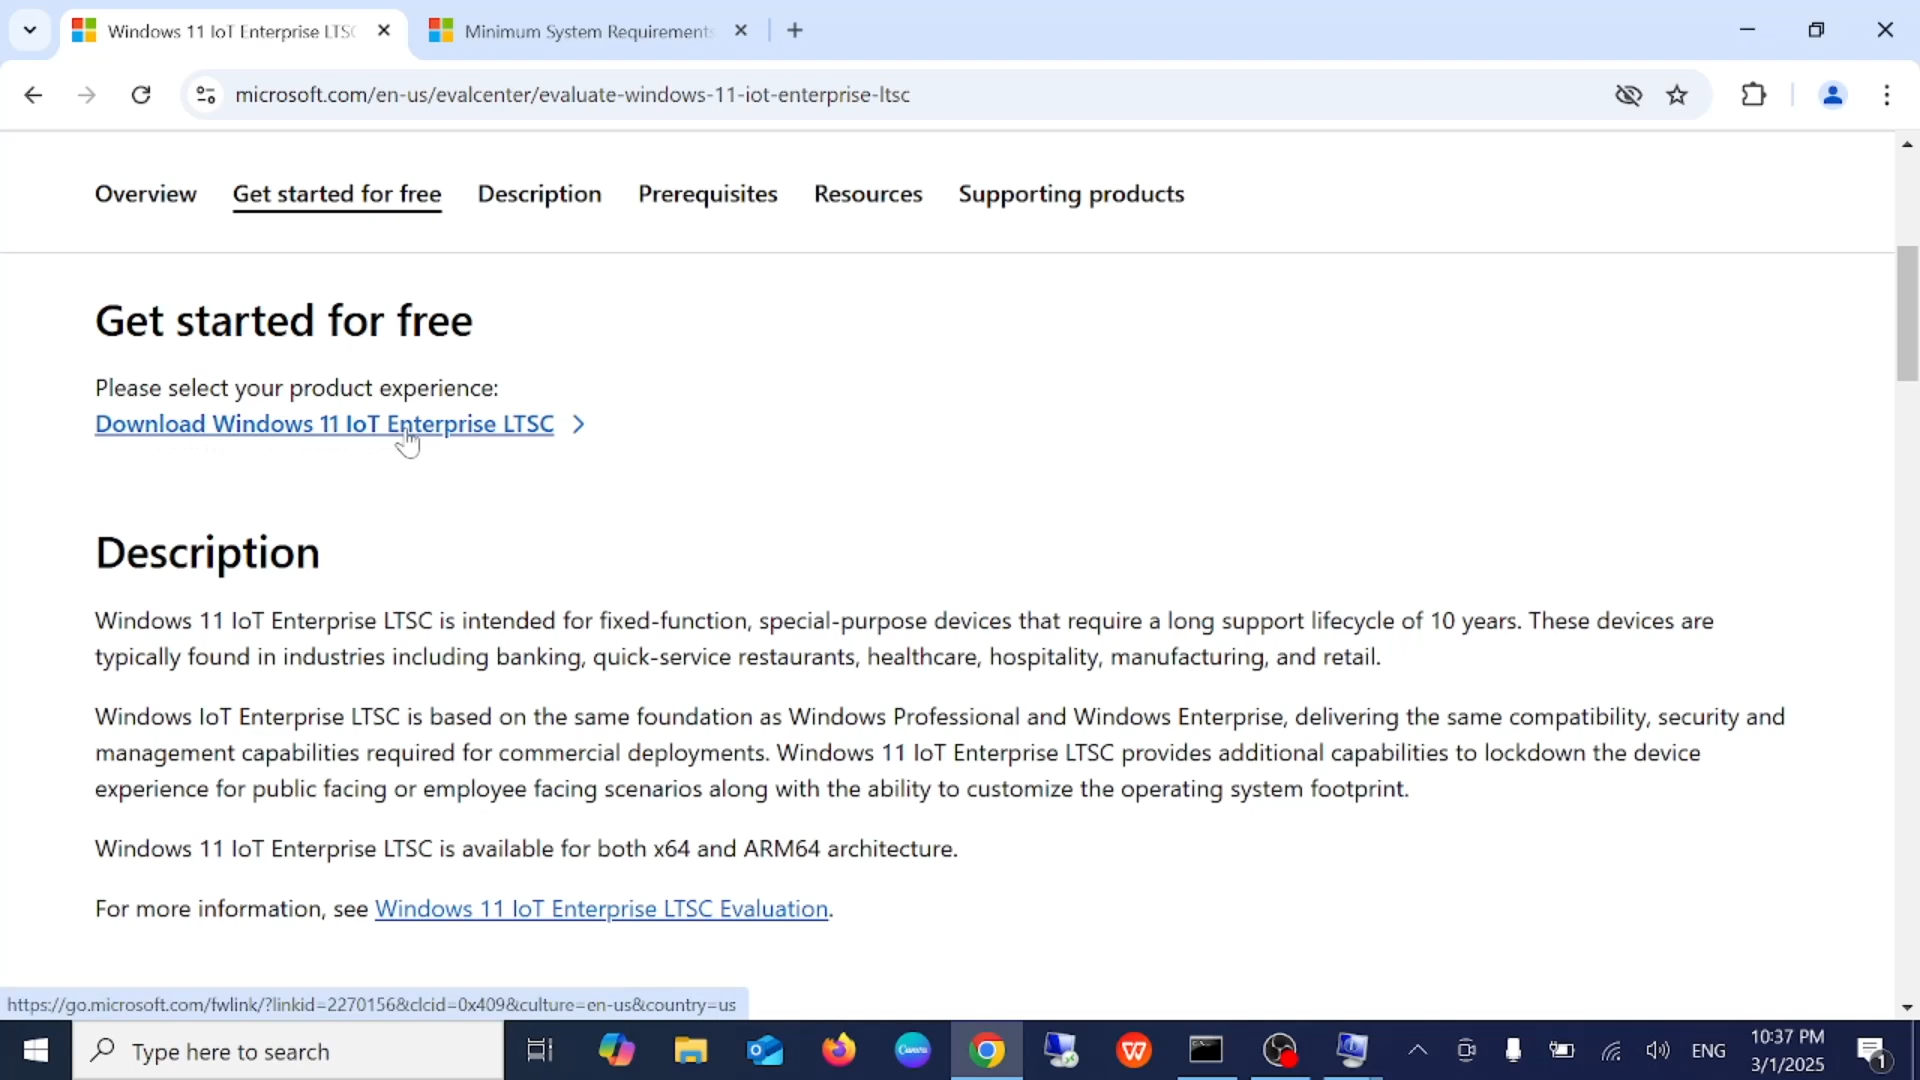 Windows 11 IoT Enterprise LTSC
Minimum System Requirements
microsoft.com/en-us/evalcenter/evaluate-windows-11-iot-enterprise-ltsc
Overview Get started for free Description Prerequisites Resources Supporting products
Get started for free
Please select your product experience:
Download Windows 11 IoT Enterprise LTSC
Description
Windows 11 IoT Enterprise LTSC is intended for fixed-function, special-purpose devices that require a long support lifecycle of 10 years. These devices are
typically found in industries including banking, quick-service restaurants, healthcare, hospitality, manufacturing, and retail.
Windows IoT Enterprise LTSC is based on the same foundation as Windows Professional and Windows Enterprise, delivering the same compatibility, security and
management capabilities required for commercial deployments. Windows 11 IoT Enterprise LTSC provides additional capabilities to lockdown the device
experience for public facing or employee facing scenarios along with the ability to customize the operating system footprint.
Windows 11 IoT Enterprise LTSC is available for both x64 and ARM64 architecture.
For more information, see Windows 11 IoT Enterprise LTSC Evaluation.
https://go.microsoft.com/fwlink/?linkid=2270156&clcid=0x409&culture=en-us&country=us
Type here to search
Canva
W
ENG
10:37 PM
3/1/2025
1